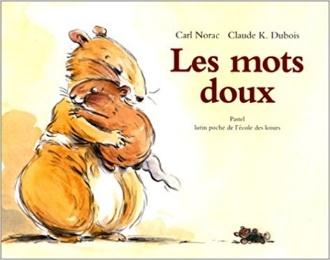 Carl Norac Claude K. Dubois
Les mots
doux
Pastel
lutin poche de l'école des loisirs